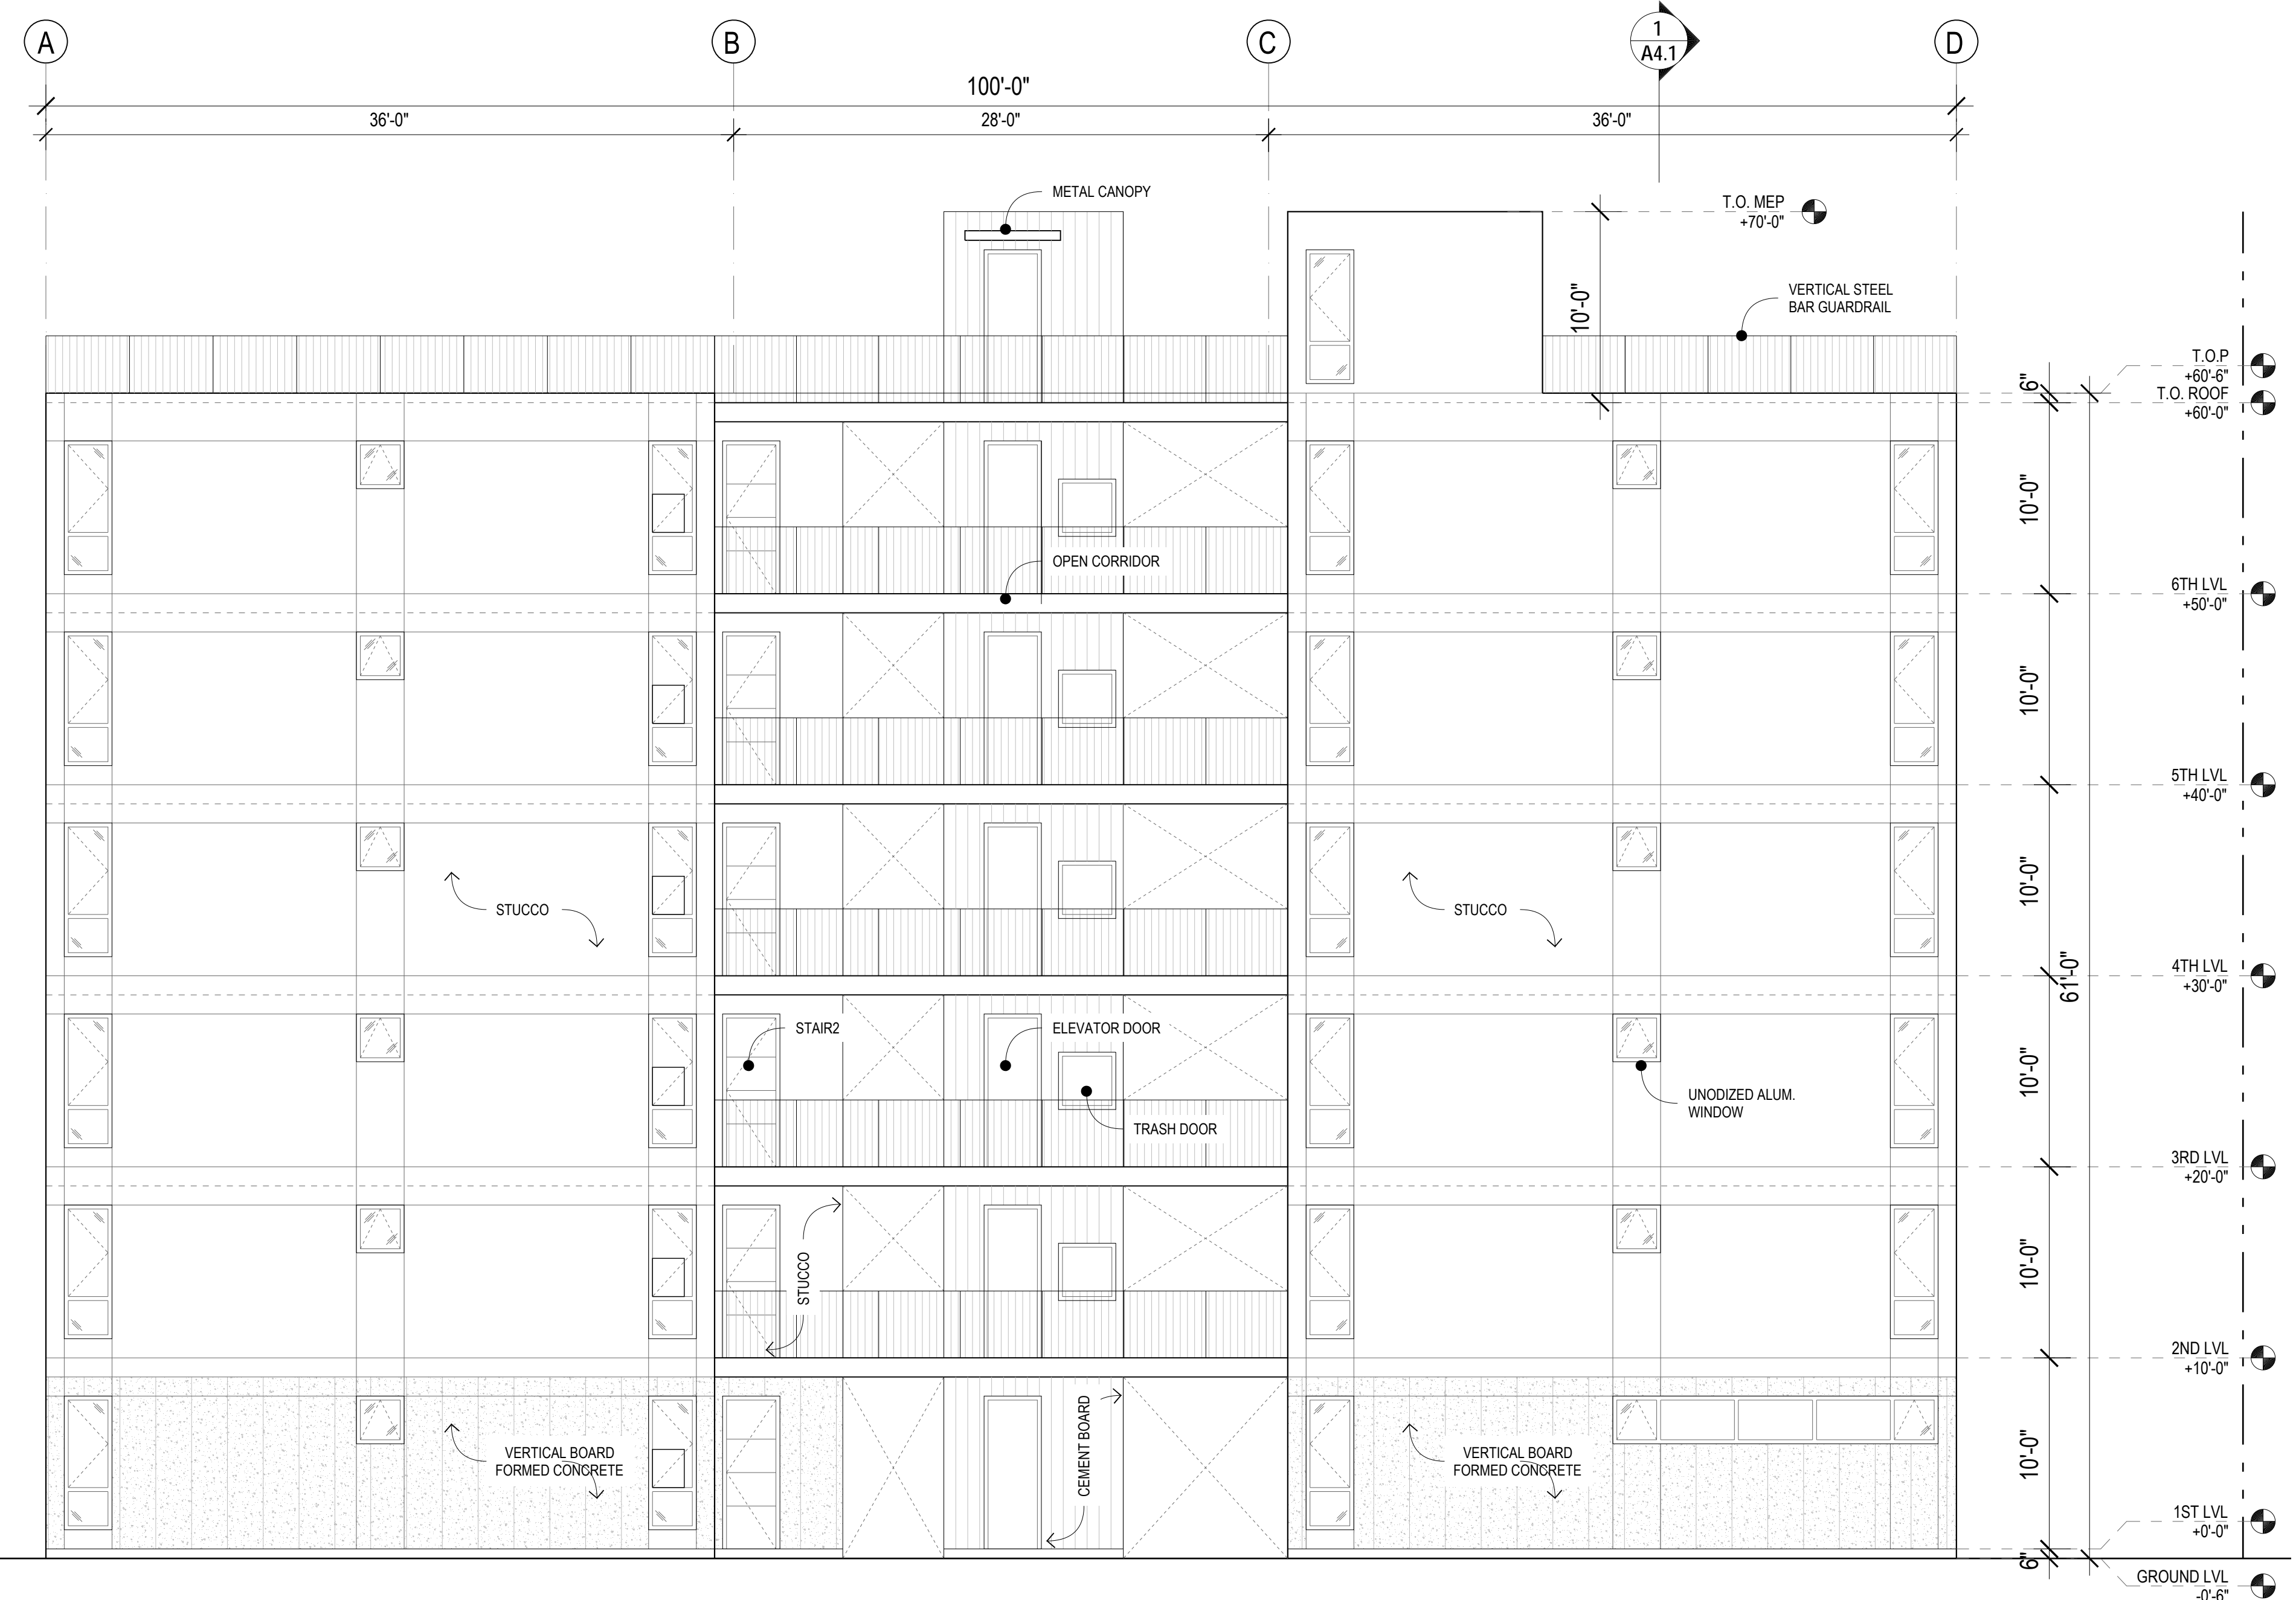 A
B
C
1
A4.1
D
100'-0"
36'-0"
28'-0"
36'-0"
METAL CANOPY
T.O. MEP
+70'-0"
10'-0"
VERTICAL STEEL
BAR GUARDRAIL
T.O.P
+60'-6"
6"
T.O. ROOF
+60'-0"
10'-0"
OPEN CORRIDOR
6TH LVL
+50'-0"
10'-0"
5TH LVL
+40'-0"
10'-0"
STUCCO
STUCCO
4TH LVL
+30'-0"
61'-0"
STAIR2
ELEVATOR DOOR
10'-0"
UNODIZED ALUM.
WINDOW
TRASH DOOR
3RD LVL
+20'-0"
STUCCO
10'-0"
2ND LVL
+10'-0"
CEMENT BOARD
VERTICAL BOARD
FORMED CONCRETE
VERTICAL BOARD
FORMED CONCRETE
10'-0"
1ST LVL
+0'-0"
6"
GROUND LVL
-0'-6"